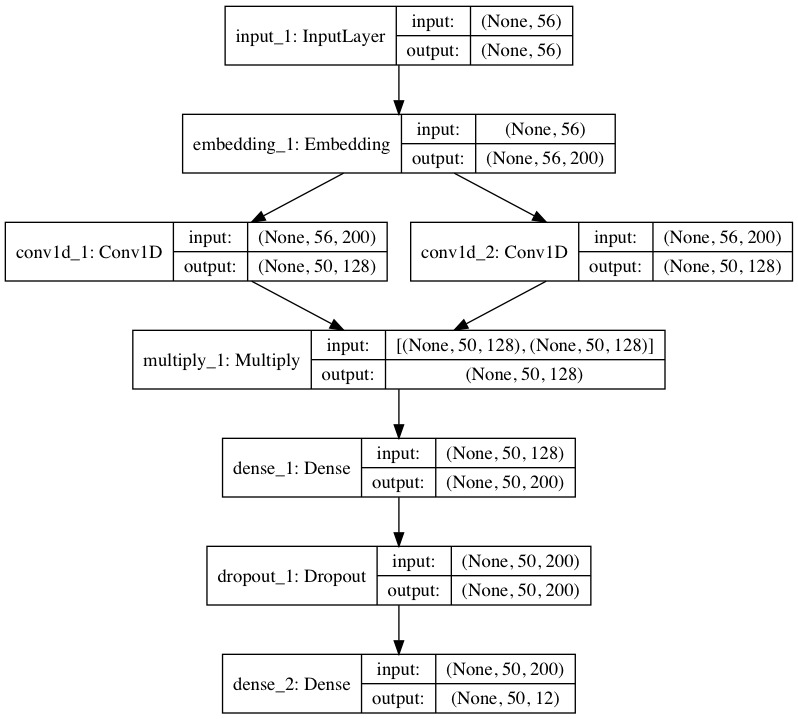 input_1: InputLayer
input: (None, 56)
output: (None, 56)
embedding_1: Embedding
input: (None, 56)
output: (None, 56, 200)
conv1d_1: Conv1D
input: (None, 56, 200)
output: (None, 50, 128)
conv1d_2: Conv1D
input: (None, 56, 200)
output: (None, 50, 128)
multiply_1: Multiply
input: [(None, 50, 128), (None, 50, 128)]
output: (None, 50, 128)
dense_1: Dense
input: (None, 50, 128)
output: (None, 50, 200)
dropout_1: Dropout
input: (None, 50, 200)
output: (None, 50, 200)
dense_2: Dense
input: (None, 50, 200)
output: (None, 50, 12)